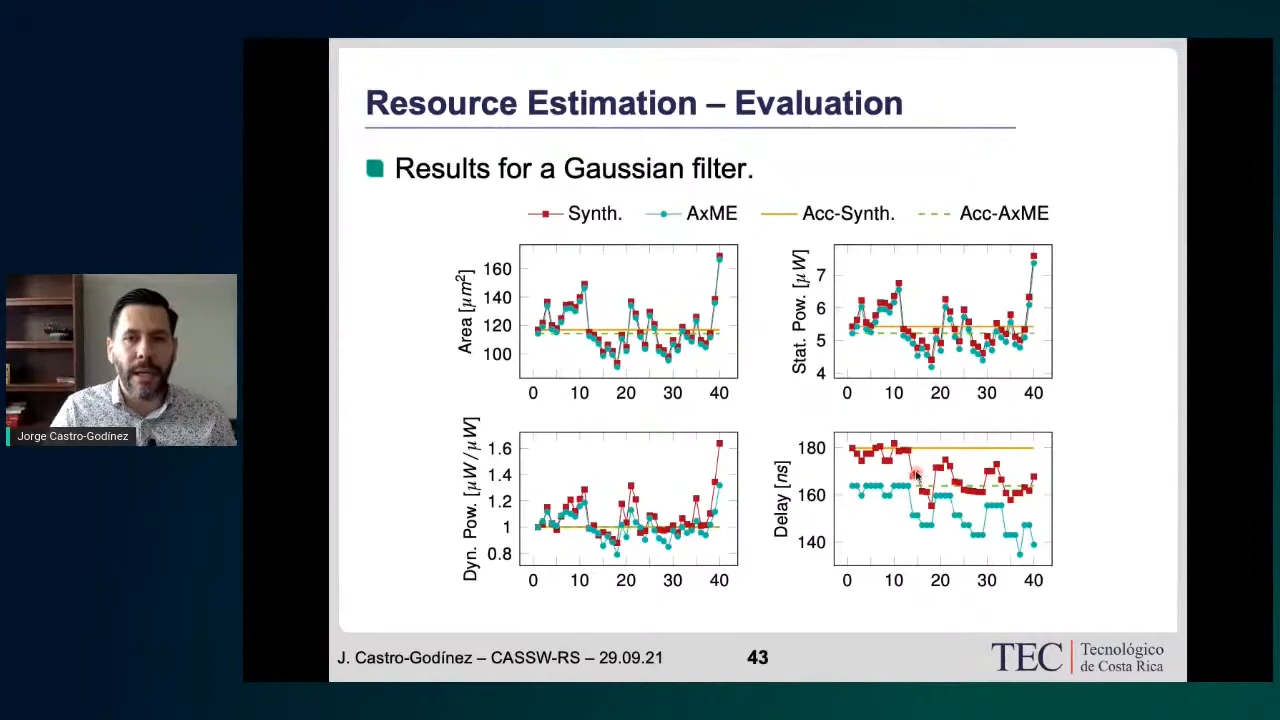 Resource Estimation – Evaluation
Results for a Gaussian filter.
Synth. AxME Acc-Synth. Acc-AxME
Area [μm²]
160
140
120
100
0 10 20 30 40
Stat. Pow. [μW]
7
6
5
4
0 10 20 30 40
Dyn. Pow. [μW/μW]
1.6
1.4
1.2
1
0.8
0 10 20 30 40
Delay [ns]
180
160
140
0 10 20 30 40
Jorge Castro-Godínez
J. Castro-Godínez – CASSW-RS – 29.09.21
43
TEC Tecnológico
de Costa Rica